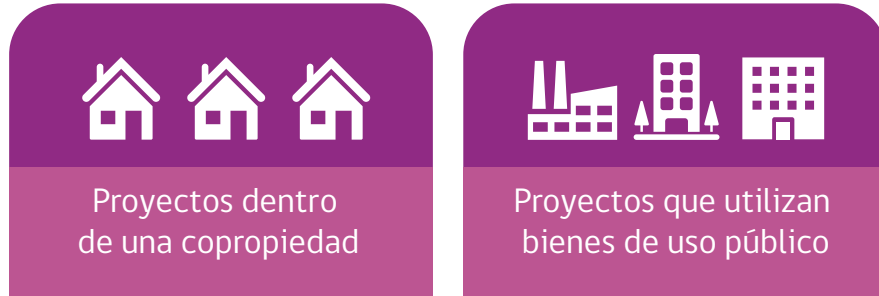 Proyectos dentro
de una copropiedad
Proyectos que utilizan
bienes de uso público